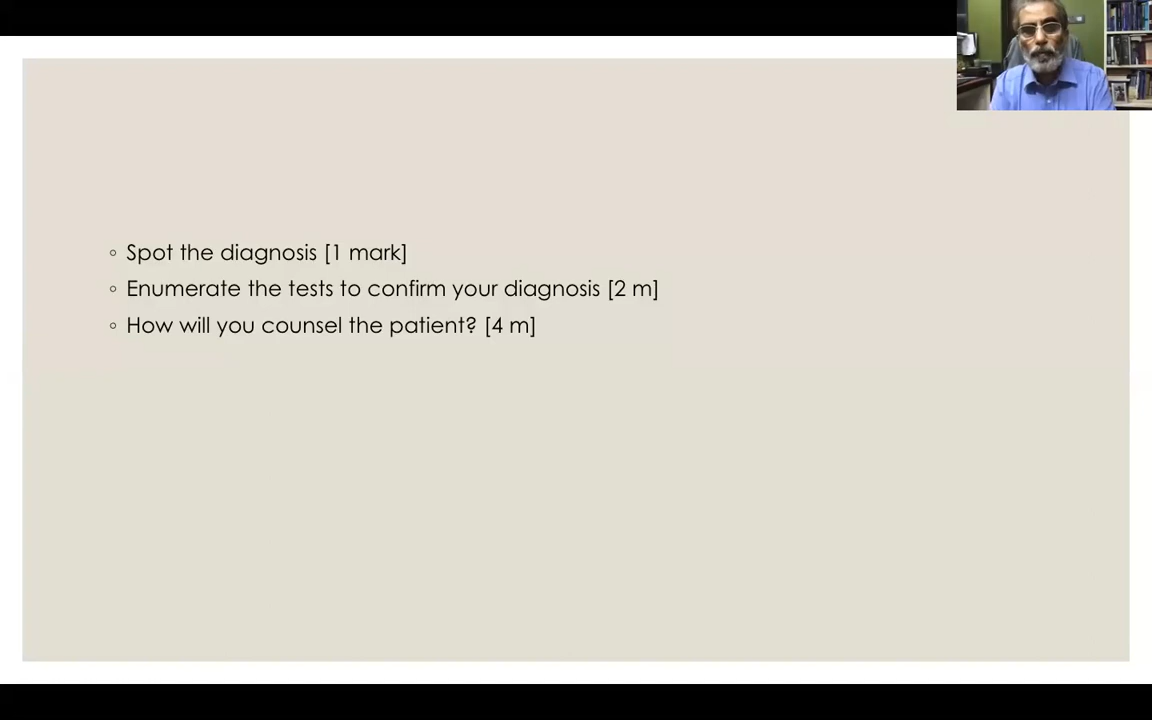 ◦ Spot the diagnosis [1 mark]
◦ Enumerate the tests to confirm your diagnosis [2 m]
◦ How will you counsel the patient? [4 m]